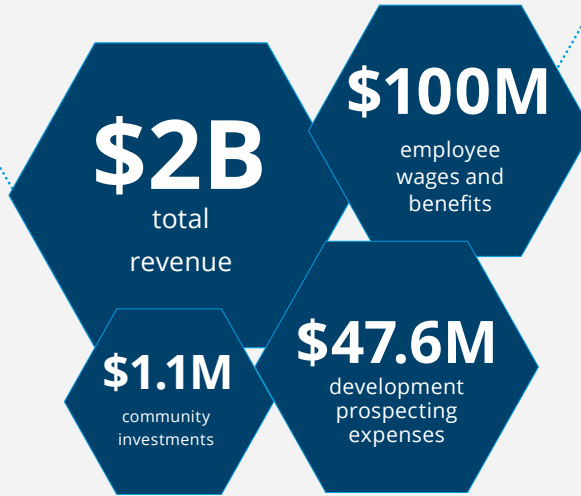 $2B
total
revenue
$100M
employee
wages and
benefits
$1.1M
community
investments
$47.6M
development
prospecting
expenses